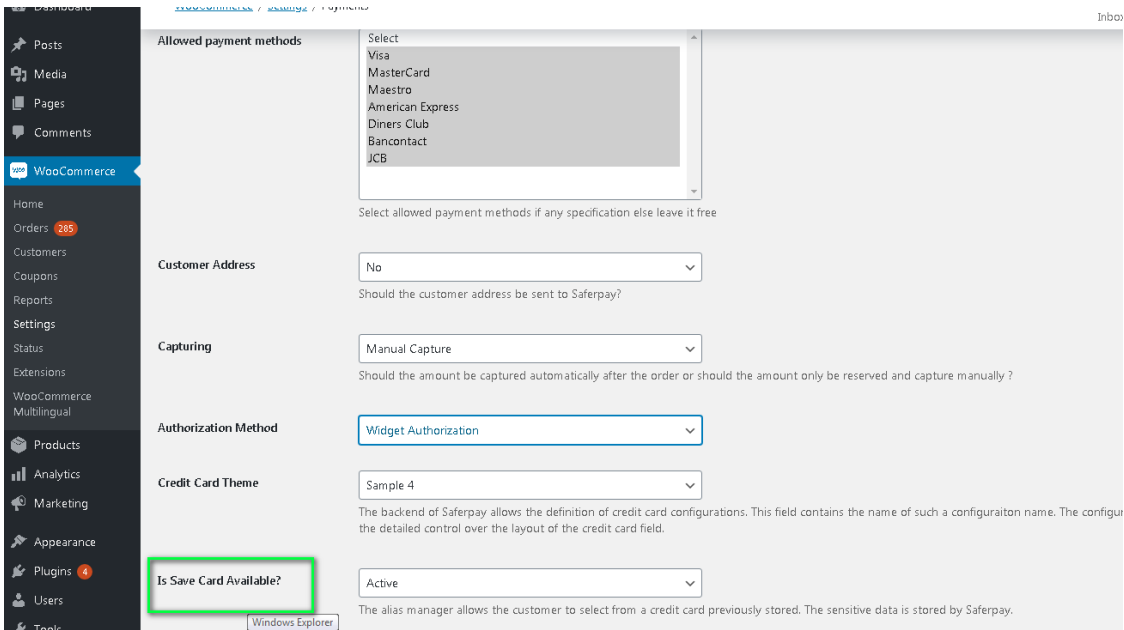 Dashboard
WooCommerce / Settings / Payments
Inbox
Posts
Media
Pages
Comments
WooCommerce
Home
Orders 285
Customers
Coupons
Reports
Settings
Status
Extensions
WooCommerce
Multilingual
Products
Analytics
Marketing
Appearance
Plugins 4
Users
Tools
Allowed payment methods
Select
Visa
MasterCard
Maestro
American Express
Diners Club
Bancontact
JCB
Select allowed payment methods if any specification else leave it free
Customer Address
No
Should the customer address be sent to Saferpay?
Capturing
Manual Capture
Should the amount be captured automatically after the order or should the amount only be reserved and capture manually ?
Authorization Method
Widget Authorization
Credit Card Theme
Sample 4
The backend of Saferpay allows the definition of credit card configurations. This field contains the name of such a configuraiton name. The configur
the detailed control over the layout of the credit card field.
Is Save Card Available?
Active
The alias manager allows the customer to select from a credit card previously stored. The sensitive data is stored by Saferpay.
Windows Explorer